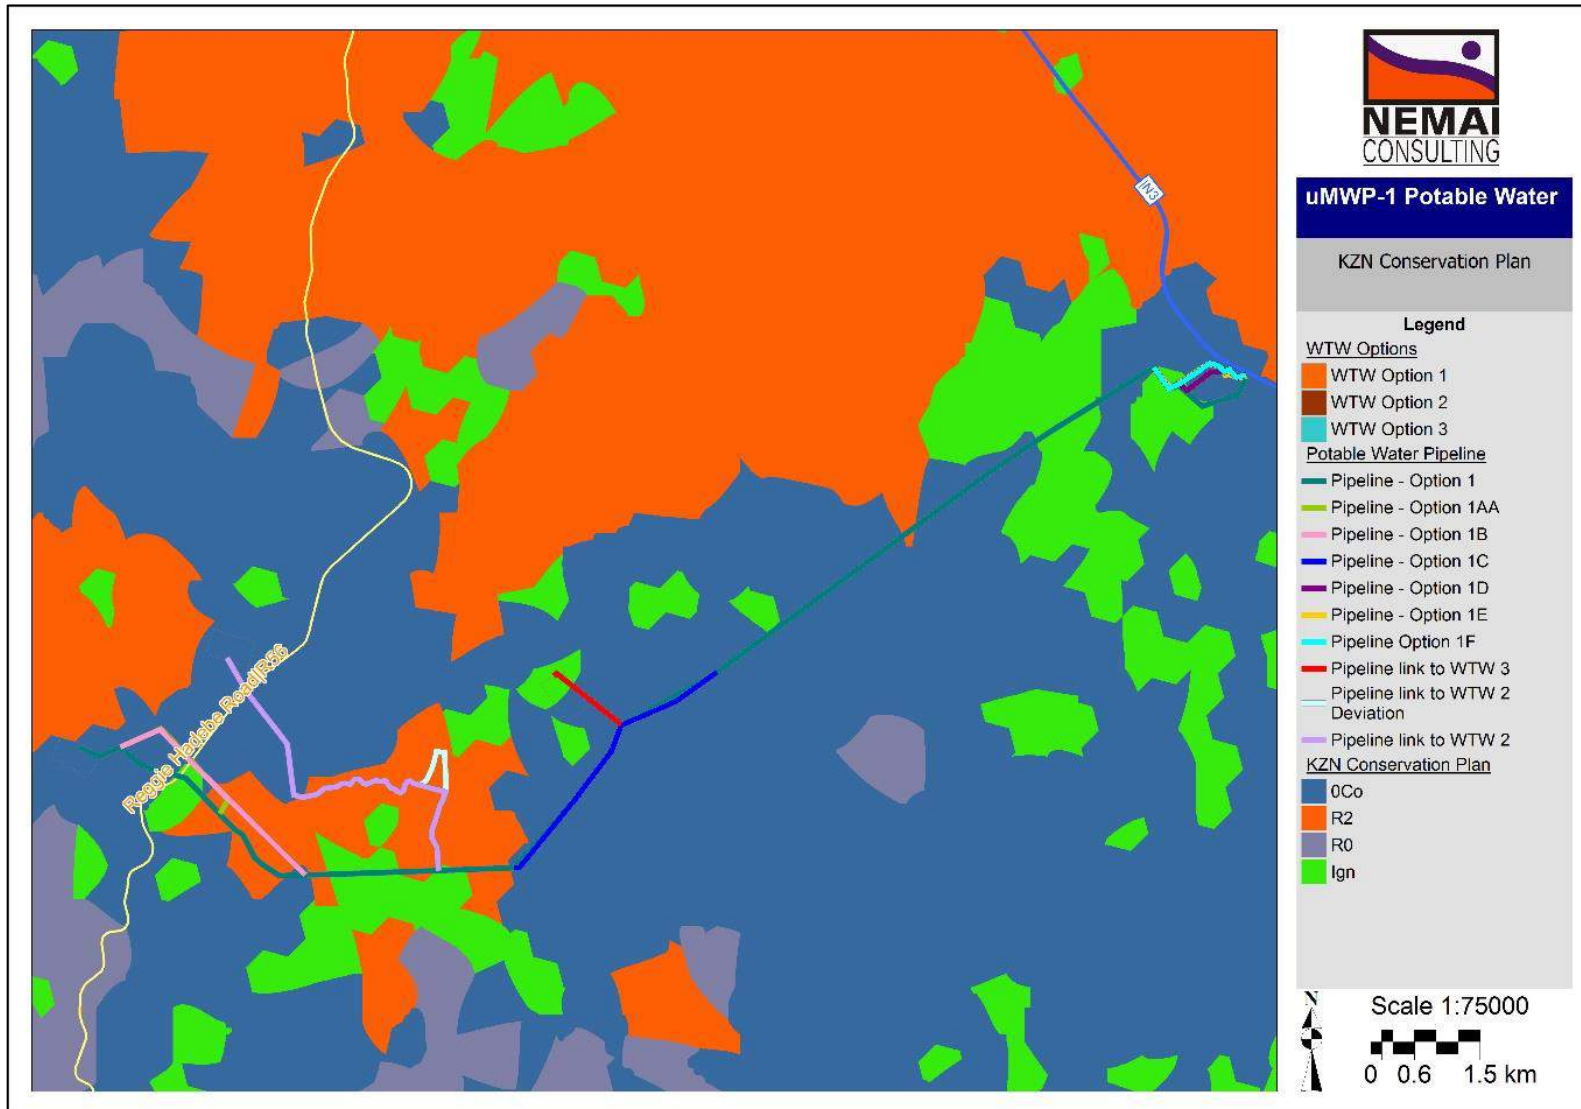 NEMAI
CONSULTING
uMWP-1 Potable Water
KZN Conservation Plan
Legend
WTW Options
WTW Option 1
WTW Option 2
WTW Option 3
Potable Water Pipeline
Pipeline - Option 1
Pipeline - Option 1AA
Pipeline - Option 1B
Pipeline - Option 1C
Pipeline - Option 1D
Pipeline - Option 1E
Pipeline Option 1F
Pipeline link to WTW 3
Pipeline link to WTW 2
Deviation
Pipeline link to WTW 2
KZN Conservation Plan
0Co
R2
R0
Ign
N
Scale 1:75000
0 0.6 1.5 km
IN3
Reggie Hadebe Road|R56